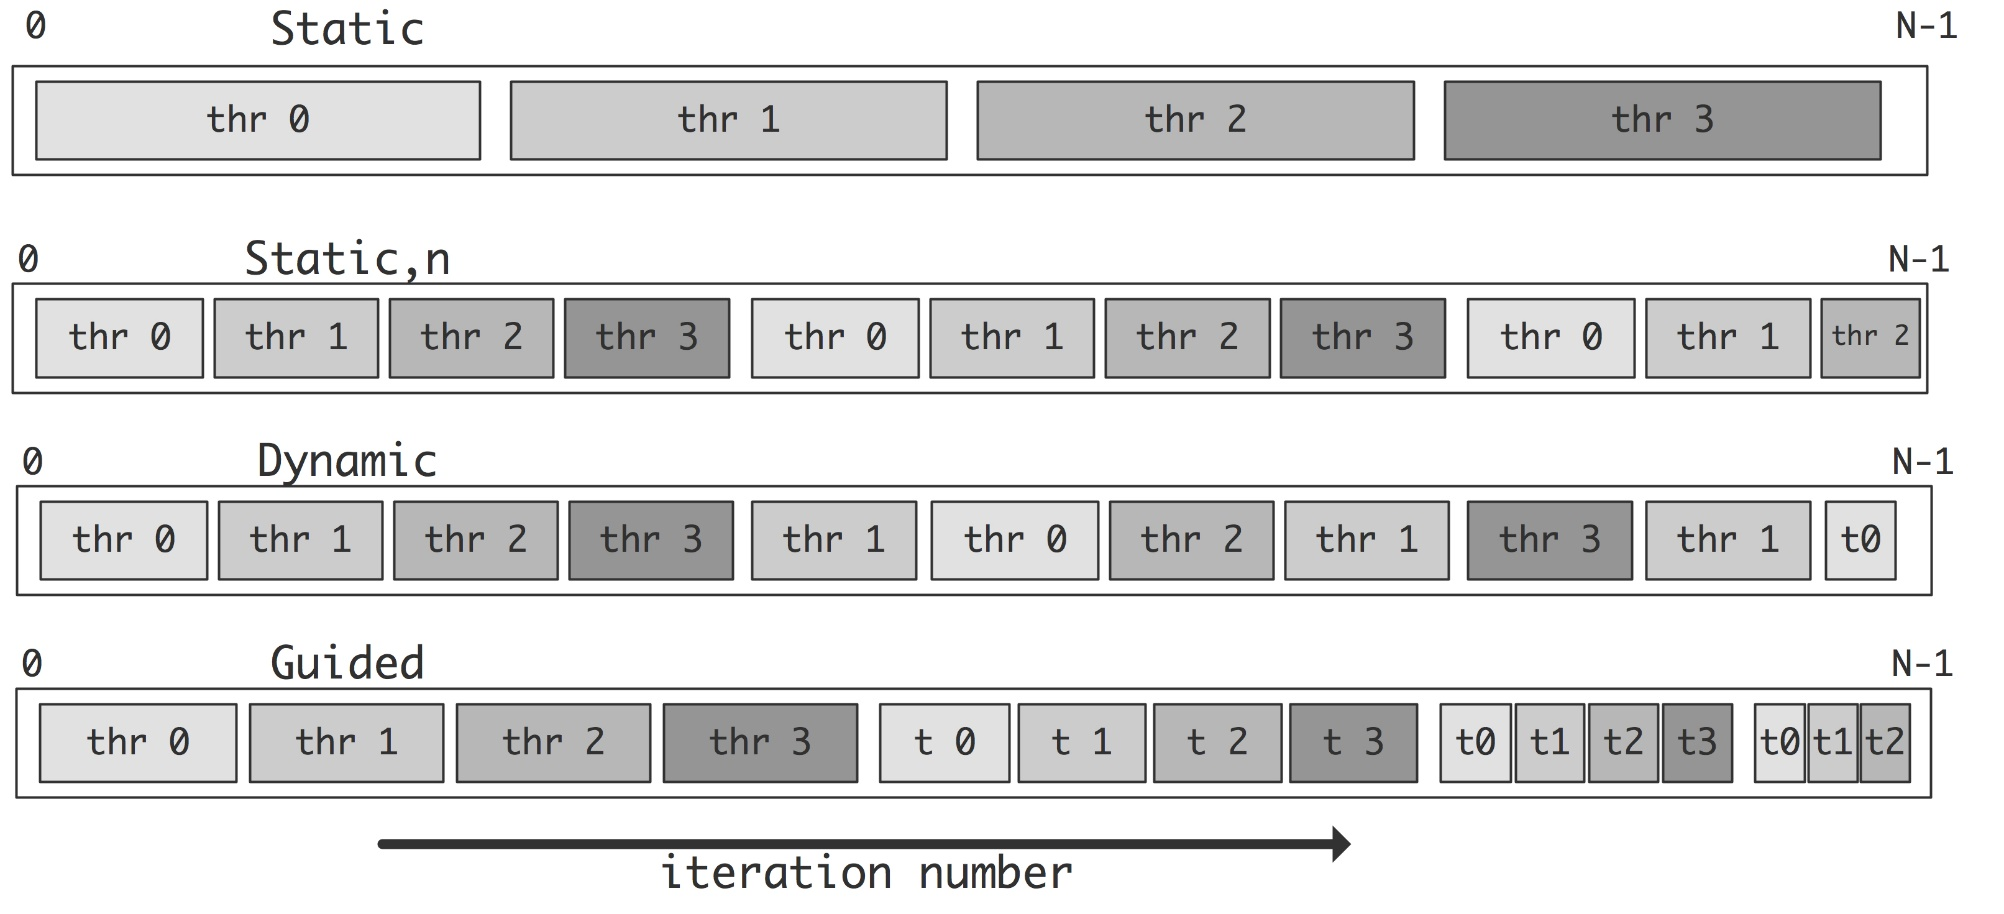 0 Static N-1
thr 0 thr 1 thr 2 thr 3
0 Static,n N-1
thr 0 thr 1 thr 2 thr 3 thr 0 thr 1 thr 2 thr 3 thr 0 thr 1 thr 2
0 Dynamic N-1
thr 0 thr 1 thr 2 thr 3 thr 1 thr 0 thr 2 thr 1 thr 3 thr 1 t0
0 Guided N-1
thr 0 thr 1 thr 2 thr 3 t 0 t 1 t 2 t 3 t0 t1 t2 t3 t0 t1 t2
iteration number